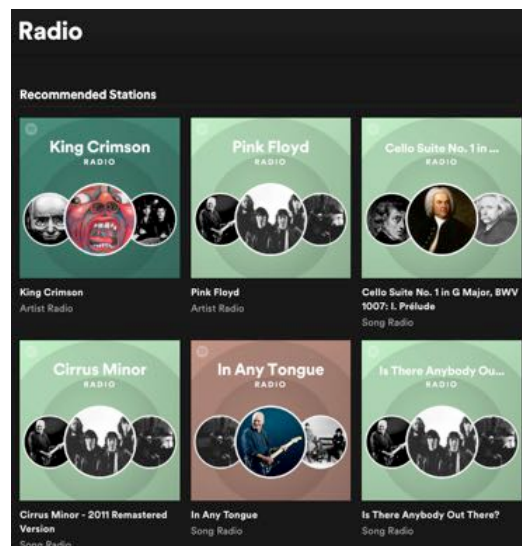 Radio
Recommended Stations
King Crimson
RADIO
Pink Floyd
RADIO
Cello Suite No. 1 in ...
RADIO
King Crimson
Artist Radio
Pink Floyd
Artist Radio
Cello Suite No. 1 in G Major, BWV
1007: I. Prélude
Song Radio
Cirrus Minor
RADIO
In Any Tongue
RADIO
Is There Anybody Ou...
RADIO
Cirrus Minor - 2011 Remastered
Version
Song Radio
In Any Tongue
Song Radio
Is There Anybody Out There?
Song Radio